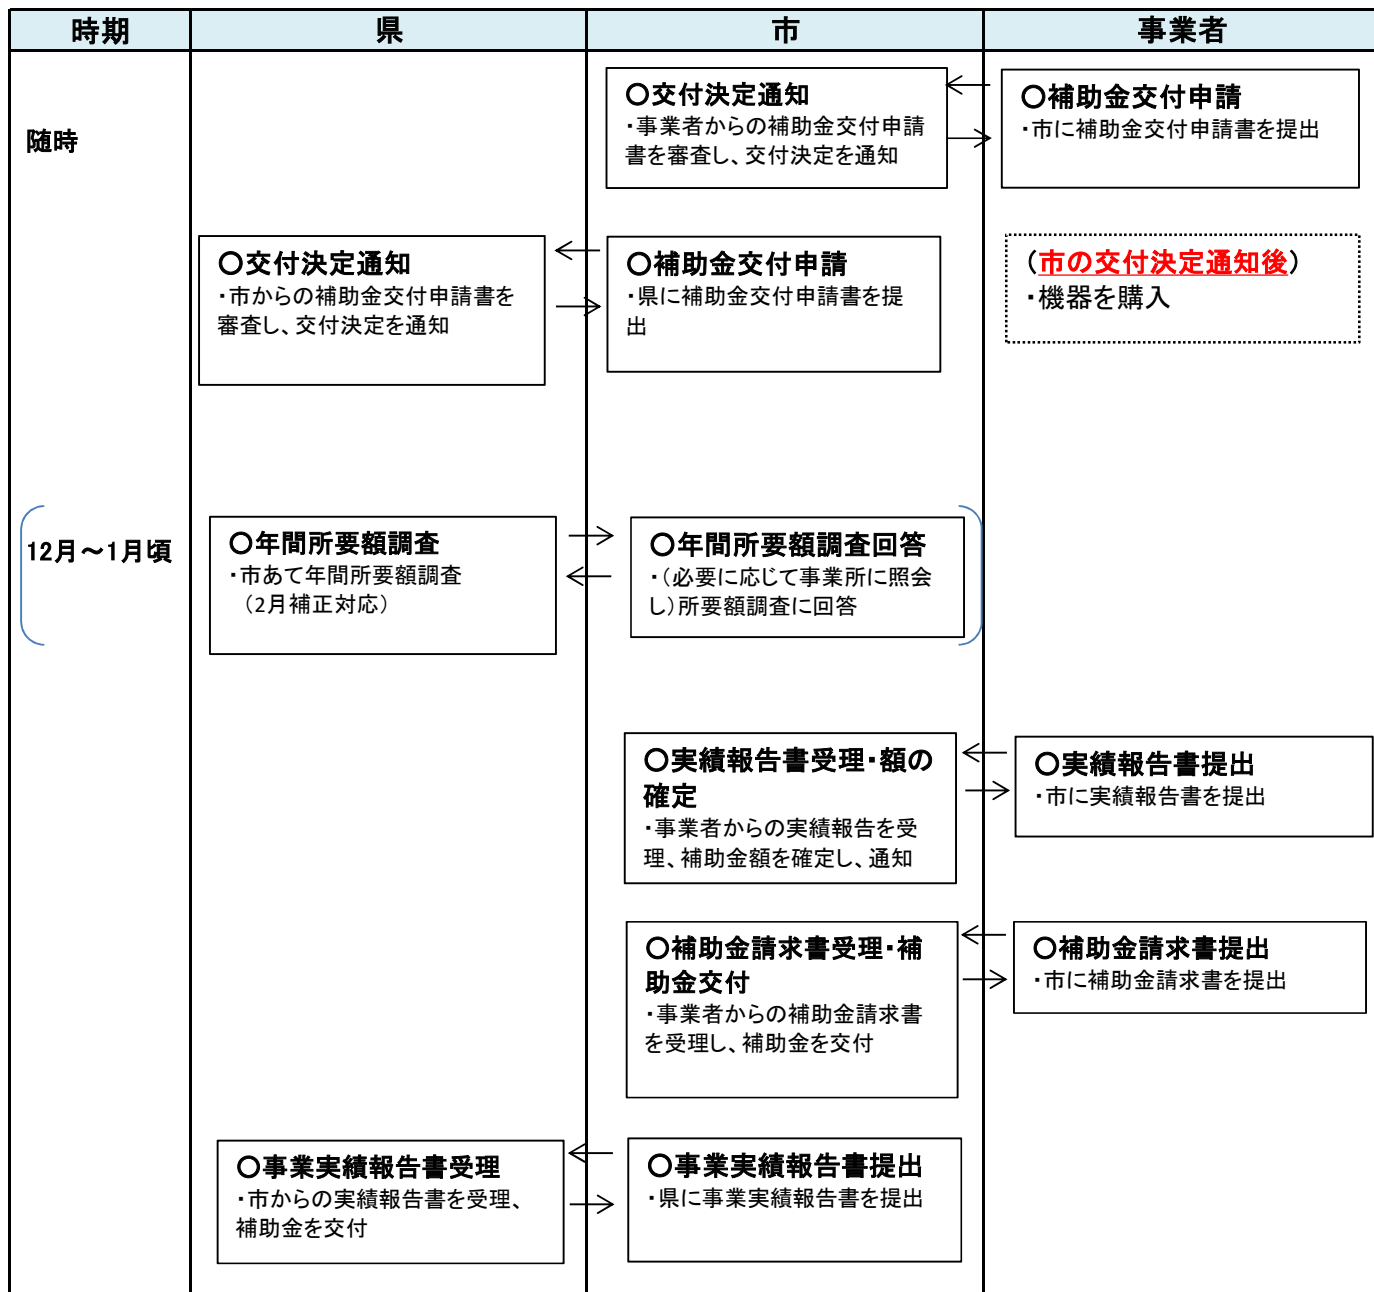 時期 県 市 事業者
随時
○交付決定通知
・事業者からの補助金交付申請
書を審査し、交付決定を通知
○補助金交付申請
・市に補助金交付申請書を提出
○交付決定通知
・市からの補助金交付申請書を
審査し、交付決定を通知
○補助金交付申請
・県に補助金交付申請書を提
出
（市の交付決定通知後）
・機器を購入
12月～1月頃
○年間所要額調査
・市あて年間所要額調査
（2月補正対応）
○年間所要額調査回答
・（必要に応じて事業所に照会
し）所要額調査に回答
○実績報告書受理・額の
確定
・事業者からの実績報告を受
理、補助金額を確定し、通知
○実績報告書提出
・市に実績報告書を提出
○補助金請求書受理・補
助金交付
・事業者からの補助金請求書
を受理し、補助金を交付
○補助金請求書提出
・市に補助金請求書を提出
○事業実績報告書受理
・市からの実績報告書を受理、
補助金を交付
○事業実績報告書提出
・県に事業実績報告書を提出